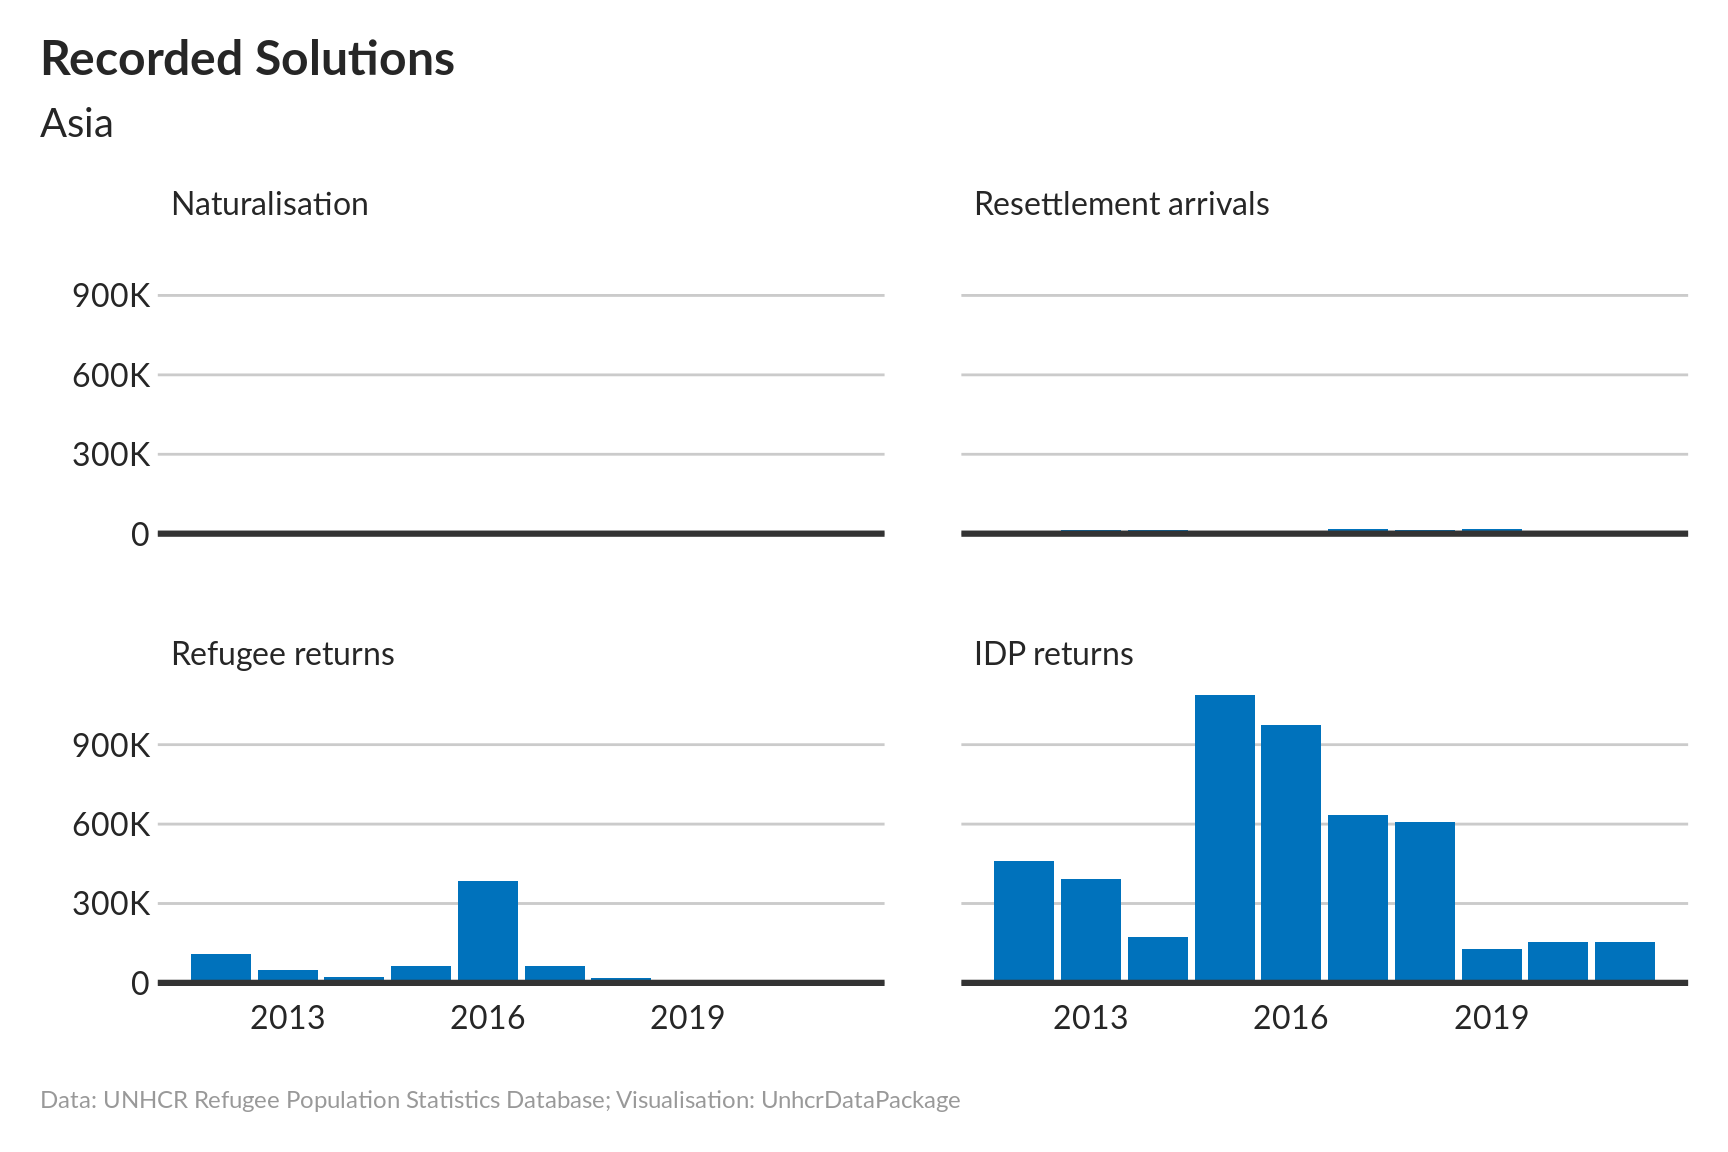 Recorded Solutions
Asia
Naturalisation
Resettlement arrivals
900K
600K
300K
0
Refugee returns
IDP returns
900K
600K
300K
0
2013 2016 2019
2013 2016 2019
Data: UNHCR Refugee Population Statistics Database; Visualisation: UnhcrDataPackage